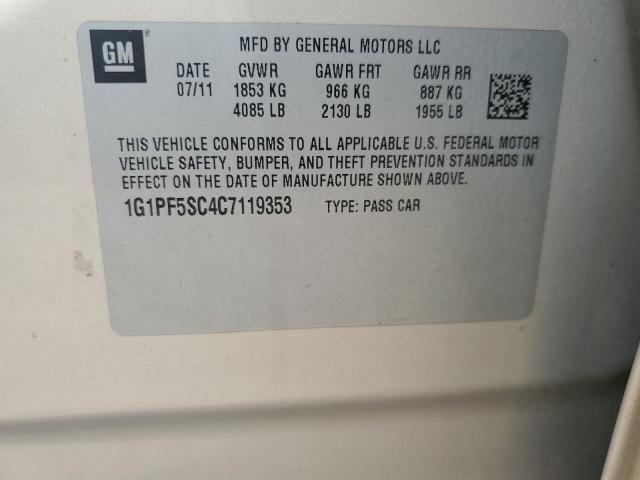 GM
MFD BY GENERAL MOTORS LLC
DATE GVWR GAWR FRT GAWR RR
07/11 1853 KG 966 KG 887 KG
4085 LB 2130 LB 1955 LB
THIS VEHICLE CONFORMS TO ALL APPLICABLE U.S. FEDERAL MOTOR
VEHICLE SAFETY, BUMPER, AND THEFT PREVENTION STANDARDS IN
EFFECT ON THE DATE OF MANUFACTURE SHOWN ABOVE.
1G1PF5SC4C7119353 TYPE: PASS CAR